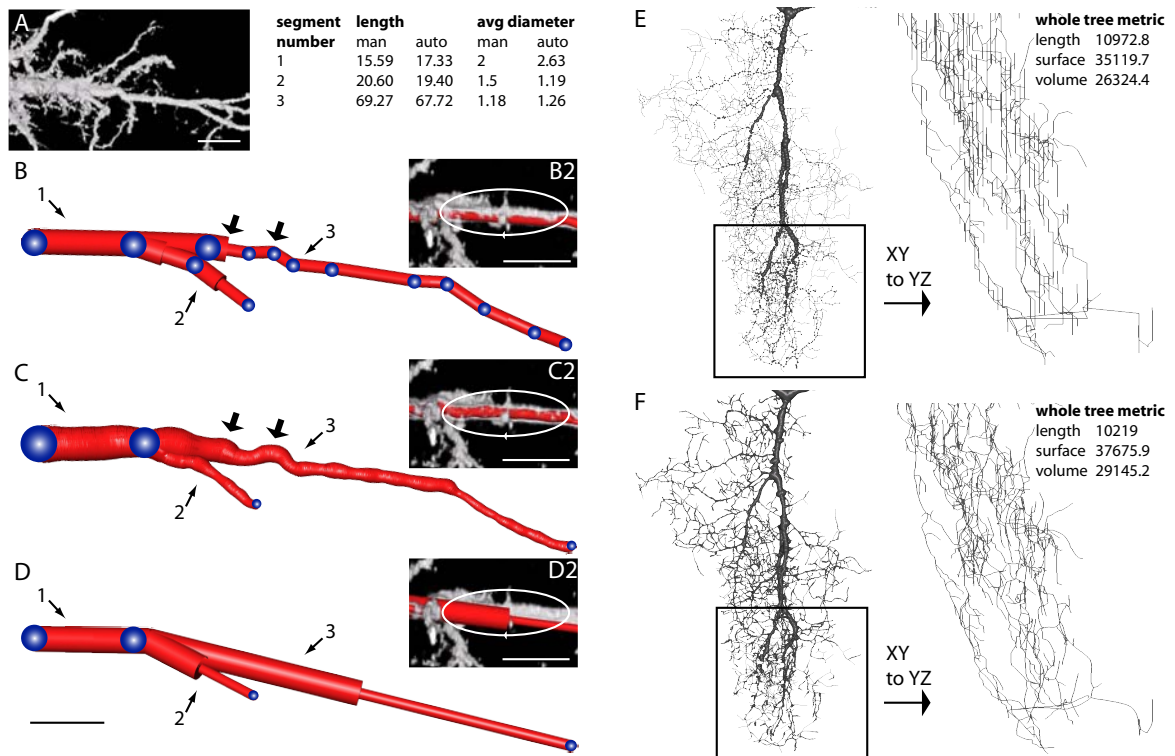 A
segment length avg diameter
number man auto man auto
1 15.59 17.33 2 2.63
2 20.60 19.40 1.5 1.19
3 69.27 67.72 1.18 1.26
B
B2
1
3
2
C
C2
1
3
2
D
D2
1
3
2
E
whole tree metric
length 10972.8
surface 35119.7
volume 26324.4
XY
to YZ
F
whole tree metric
length 10219
surface 37675.9
volume 29145.2
XY
to YZ